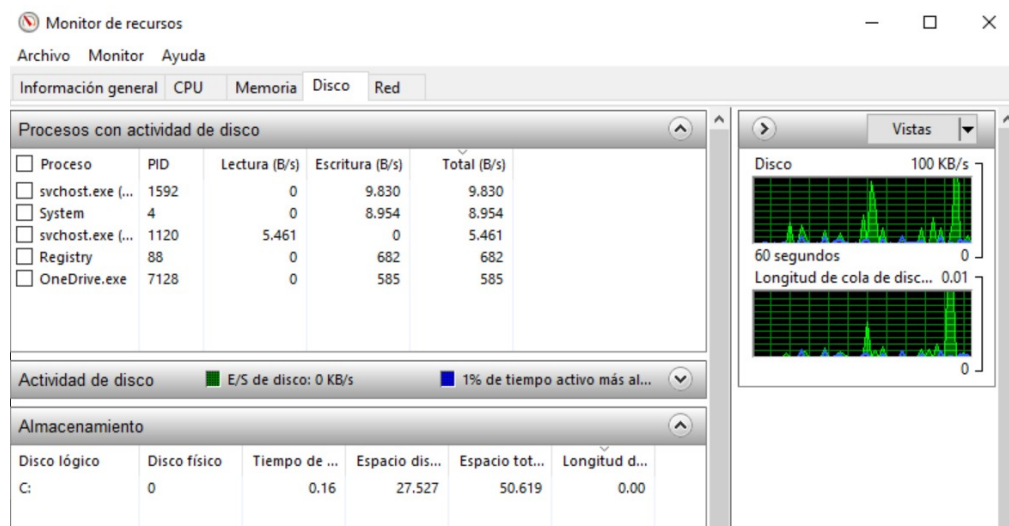 Monitor de recursos
Archivo Monitor Ayuda
Información general CPU Memoria Disco Red
Procesos con actividad de disco
Proceso PID Lectura (B/s) Escritura (B/s) Total (B/s)
svchost.exe (... 1592 0 9.830 9.830
System 4 0 8.954 8.954
svchost.exe (... 1120 5.461 0 5.461
Registry 88 0 682 682
OneDrive.exe 7128 0 585 585
Actividad de disco E/S de disco: 0 KB/s 1% de tiempo activo más al...
Almacenamiento
Disco lógico Disco físico Tiempo de ... Espacio dis... Espacio tot... Longitud d...
C: 0 0.16 27.527 50.619 0.00
Vistas
Disco 100 KB/s
60 segundos 0
Longitud de cola de disc... 0.01
0